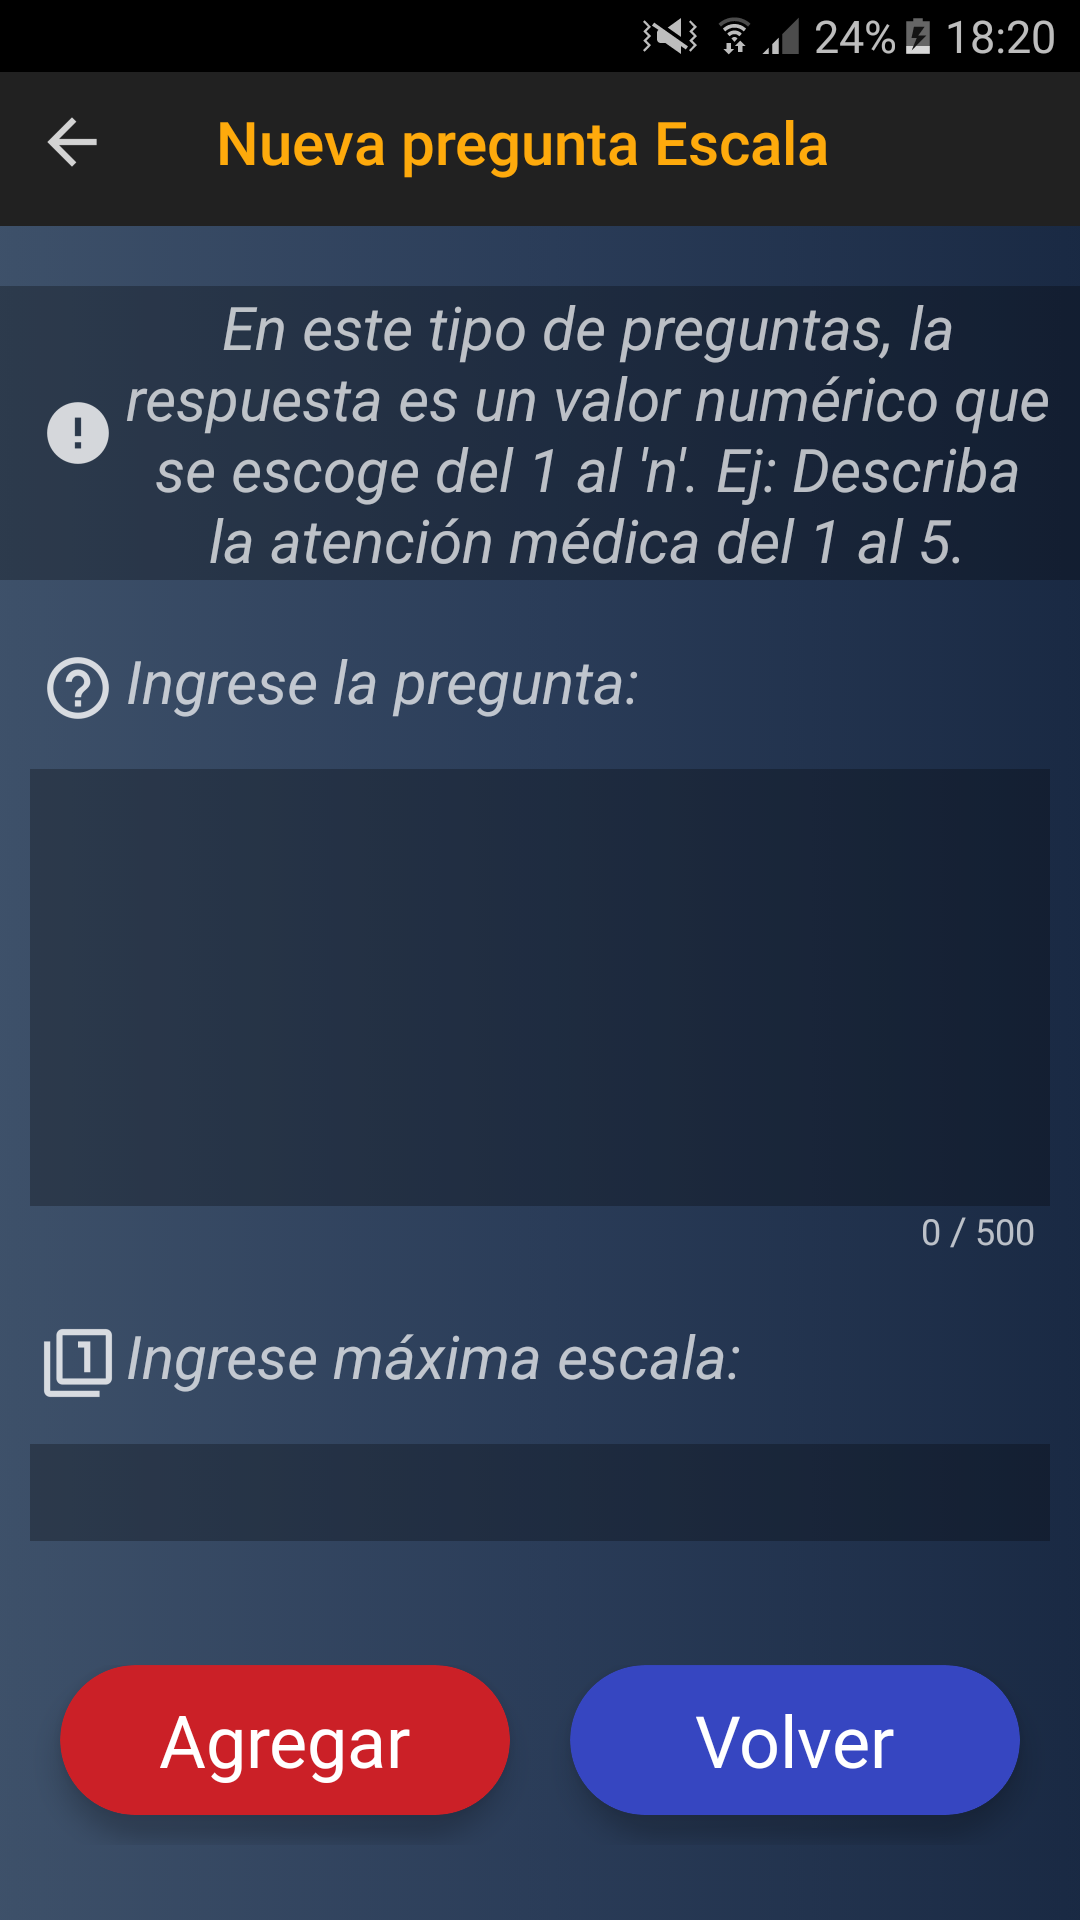 24% 18:20
Nueva pregunta Escala
En este tipo de preguntas, la
respuesta es un valor numérico que
se escoge del 1 al 'n'. Ej: Describa
la atención médica del 1 al 5.
Ingrese la pregunta:
0 / 500
1 Ingrese máxima escala:
Agregar Volver